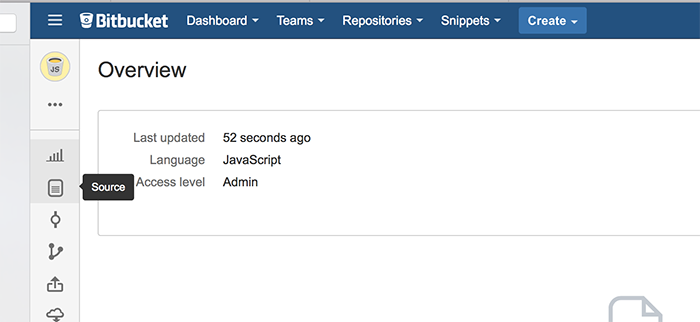 Bitbucket Dashboard Teams Repositories Snippets Create
JS
Overview
Last updated 52 seconds ago
Language JavaScript
Source
Access level Admin